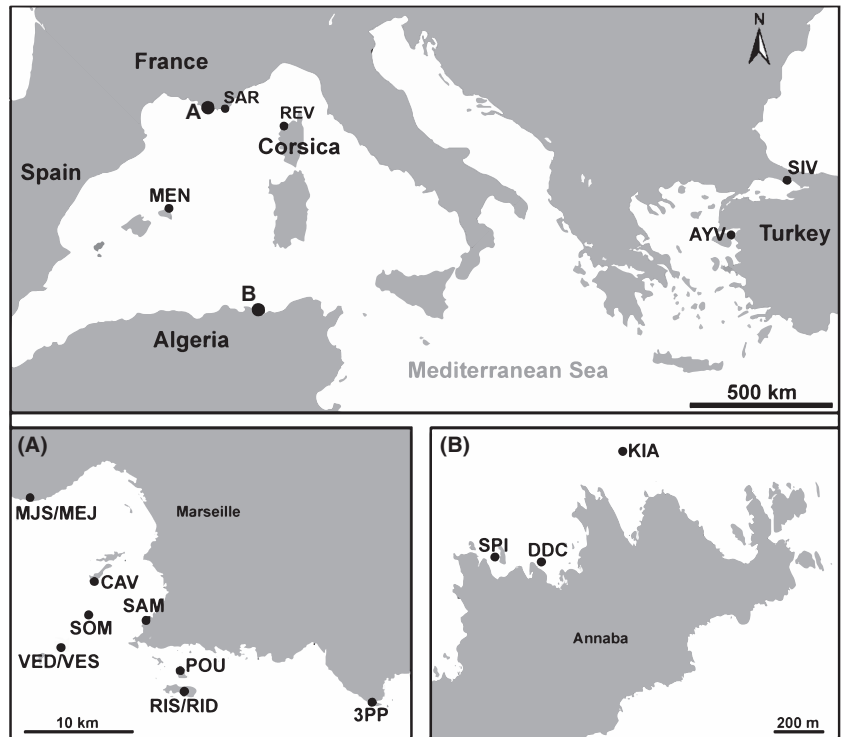 N
France
A
SAR
REV
Corsica
Spain
MEN
SIV
AYV
Turkey
B
Algeria
Mediterranean Sea
500 km
(A)
MJS/MEJ
Marseille
CAV
SAM
SOM
VED/VES
POU
RIS/RID
3PP
10 km
(B)
KIA
SPI
DDC
Annaba
200 m